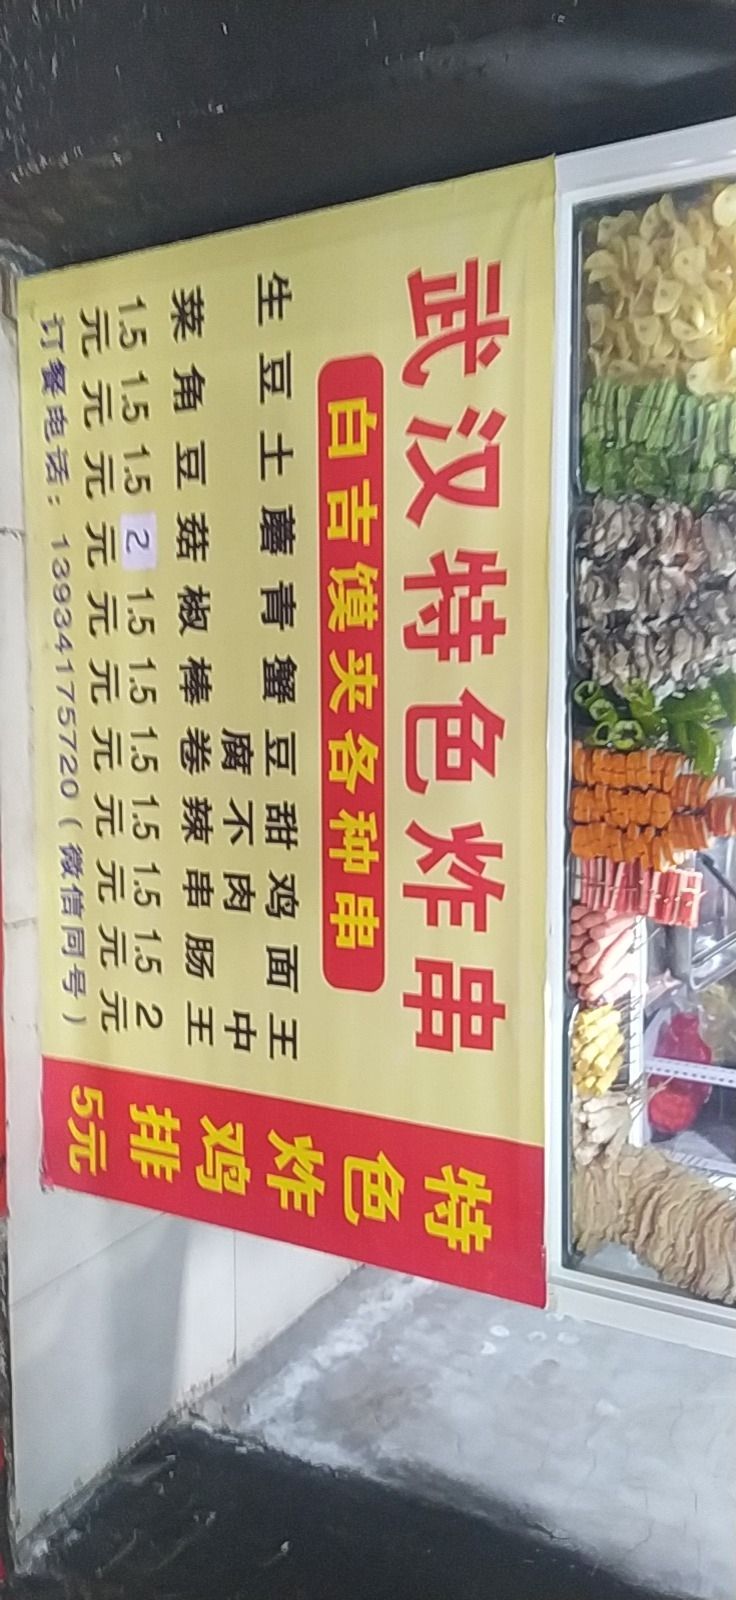 武汉特色炸串
白吉馍夹各种串
生菜 1.5元
豆角 1.5元
土豆 1.5元
蘑菇 2元
青椒 1.5元
蟹棒 1.5元
豆腐卷 1.5元
甜不辣 1.5元
鸡肉串 1.5元
面肠 1.5元
王中王 2元
订餐电话：13934175720（微信同号）
特色炸鸡排
5元